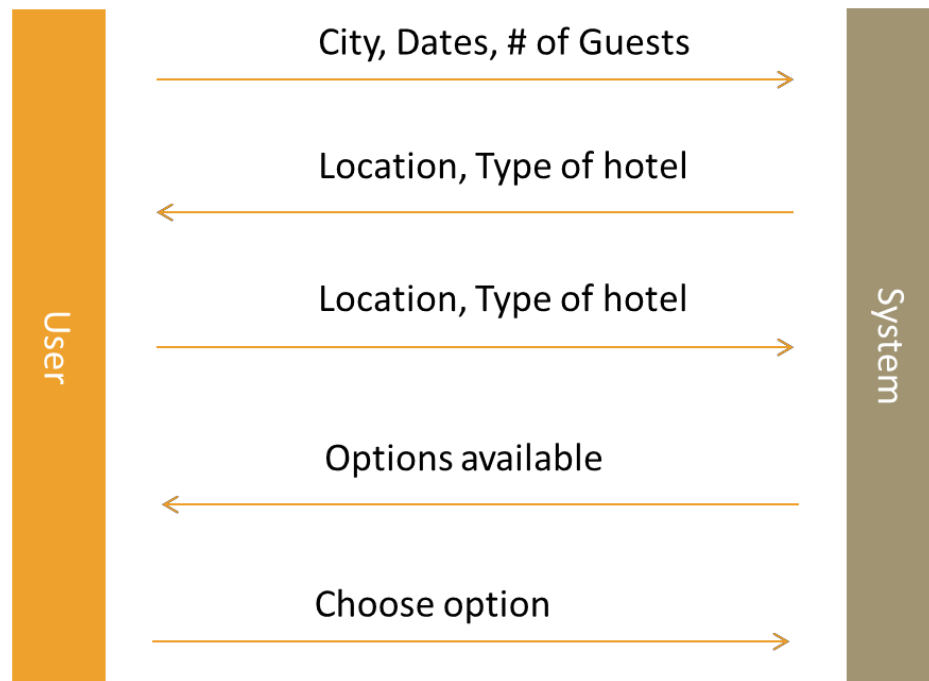 City, Dates, # of Guests
Location, Type of hotel
Location, Type of hotel
User
System
Options available
Choose option